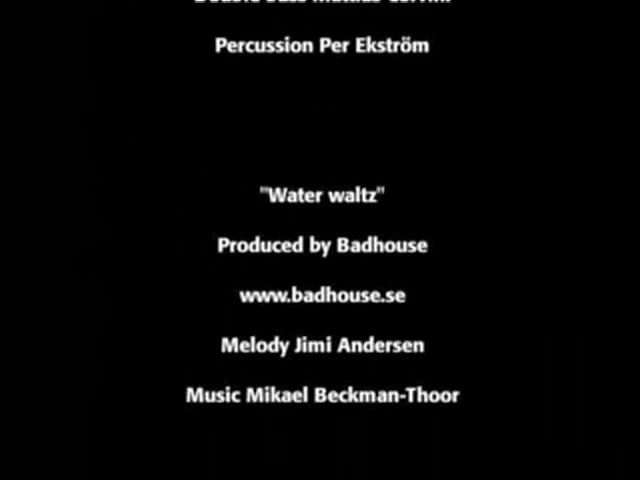 Percussion Per Ekström
"Water waltz"
Produced by Badhouse
www.badhouse.se
Melody Jimi Andersen
Music Mikael Beckman-Thoor